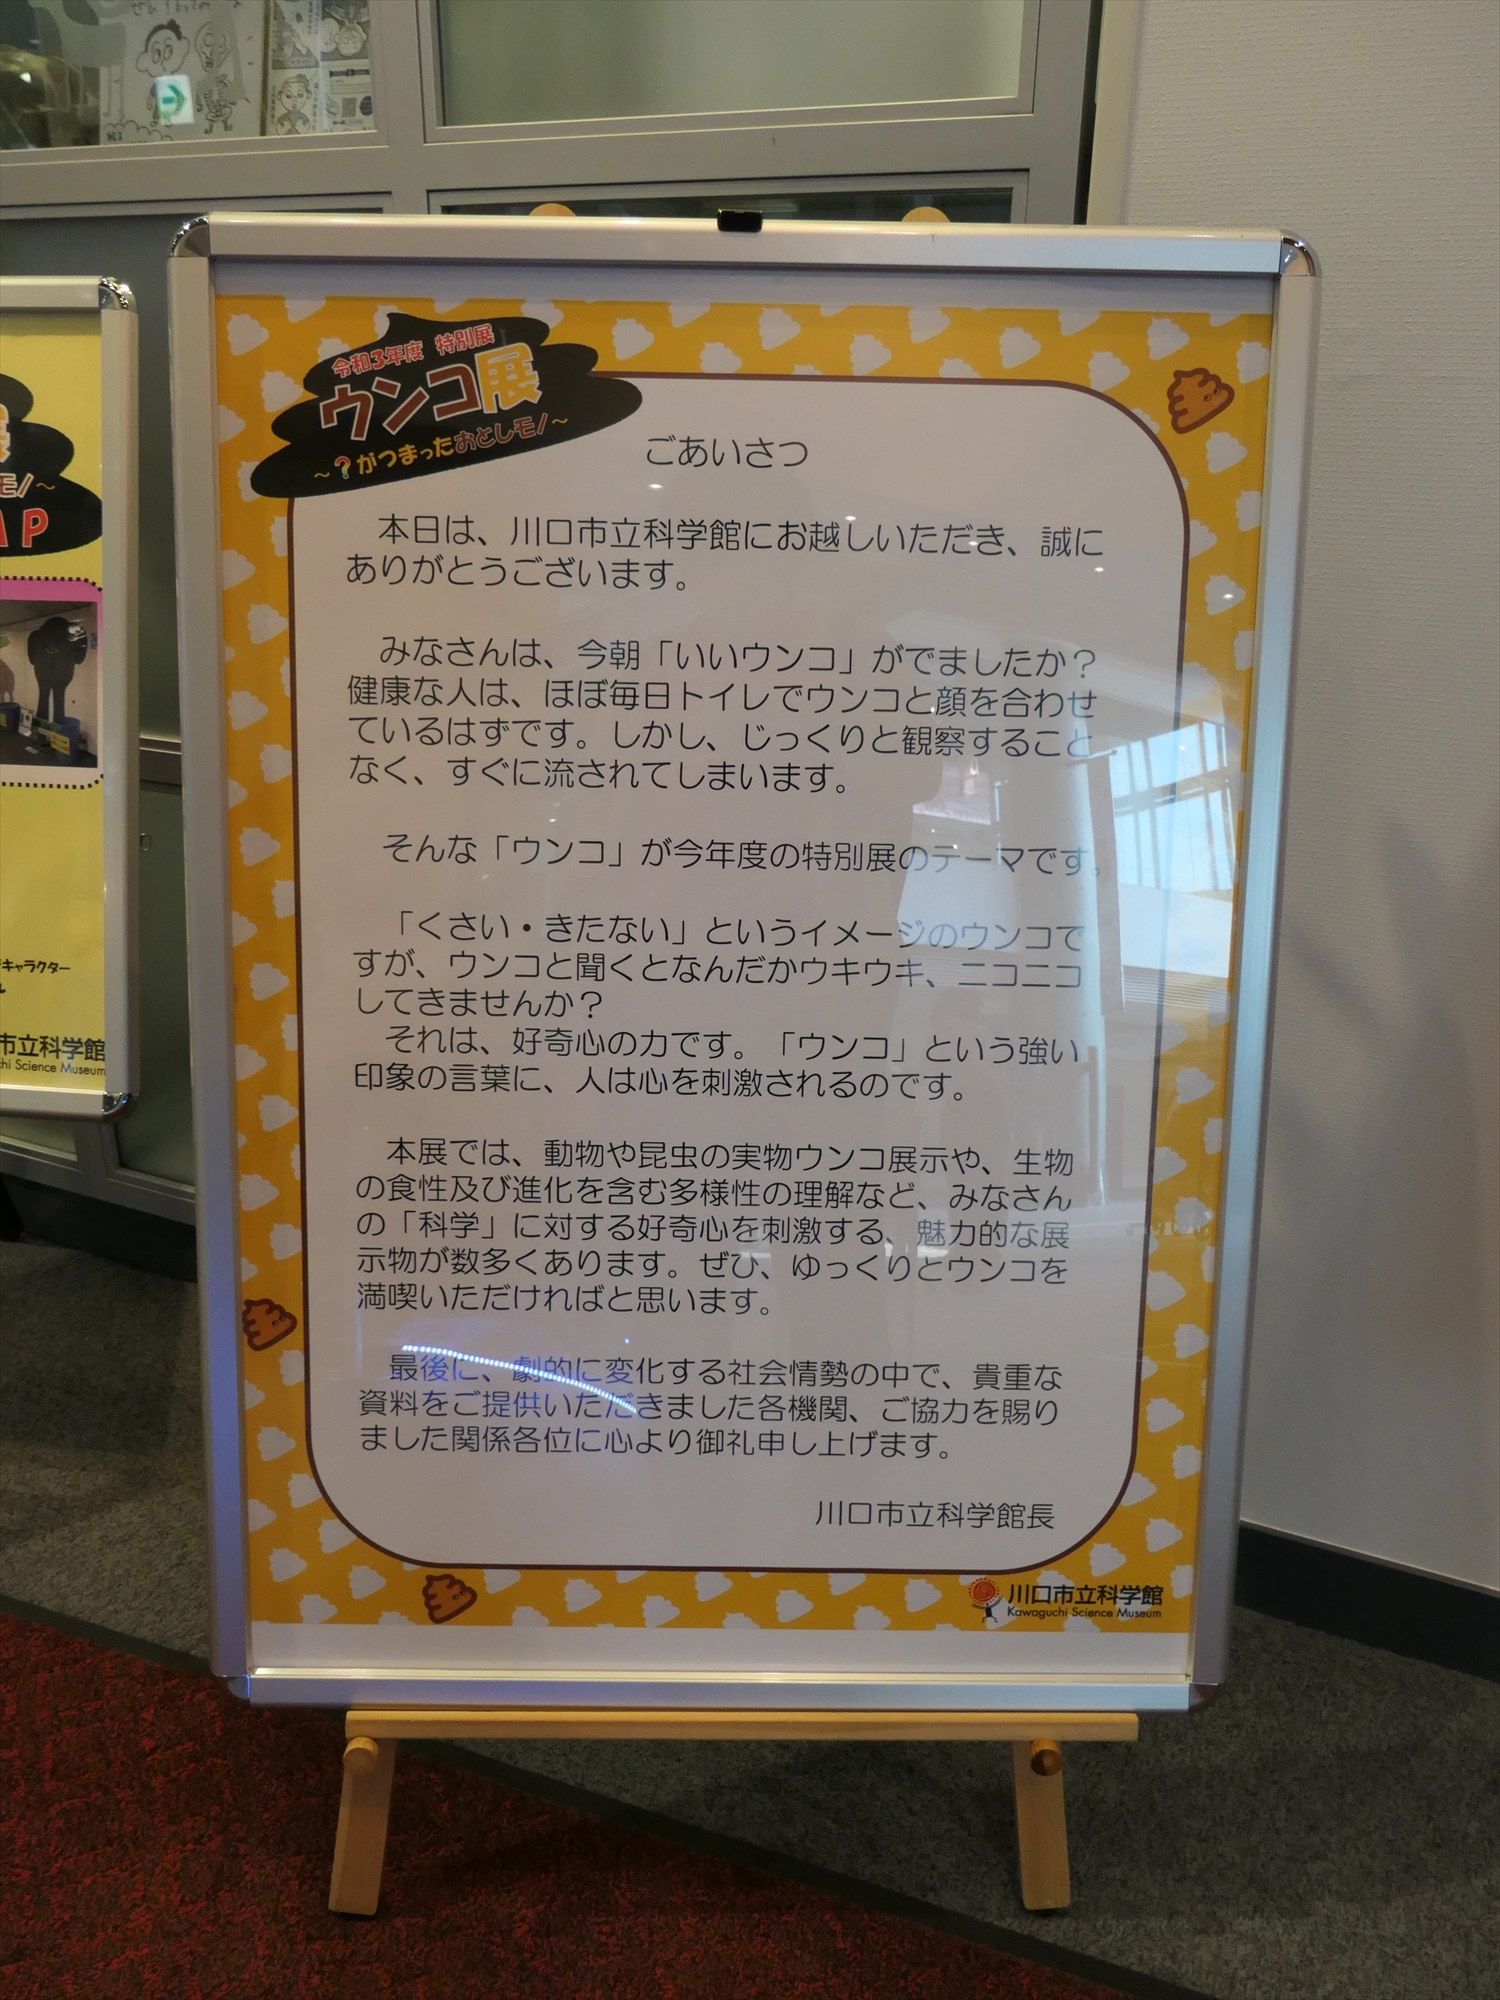 令和3年度 特別展
ウンコ展
～?がつまったおとしモノ～
ごあいさつ
本日は、川口市立科学館にお越しいただき、誠に
ありがとうございます。
みなさんは、今朝「いいウンコ」がでましたか？
健康な人は、ほぼ毎日トイレでウンコと顔を合わせ
ているはずです。しかし、じっくりと観察すること
なく、すぐに流されてしまいます。
そんな「ウンコ」が今年度の特別展のテーマです。
「くさい・きたない」というイメージのウンコで
すが、ウンコと聞くとなんだかウキウキ、ニコニコ
してきませんか？
それは、好奇心の力です。「ウンコ」という強い
印象の言葉に、人は心を刺激されるのです。
本展では、動物や昆虫の実物ウンコ展示や、生物
の食性及び進化を含む多様性の理解など、みなさん
の「科学」に対する好奇心を刺激する、魅力的な展
示物が数多くあります。ぜひ、ゆっくりとウンコを
満喫いただければと思います。
最後に、劇的に変化する社会情勢の中で、貴重な
資料をご提供いただきました各機関、ご協力を賜り
ました関係各位に心より御礼申し上げます。
川口市立科学館長
川口市立科学館
Kawaguchi Science Museum
モノ～
AP
キャラクター
市立科学館
chi Science Museum